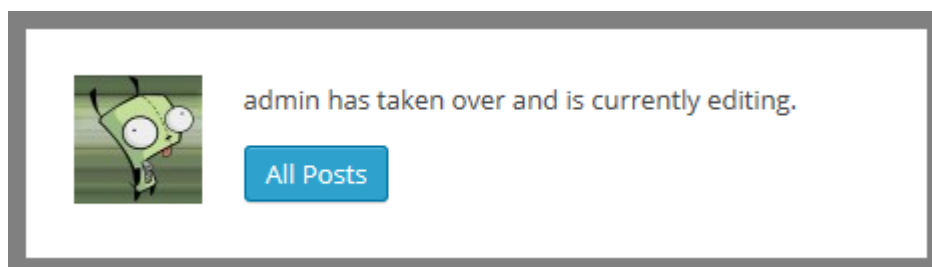 admin has taken over and is currently editing.
All Posts